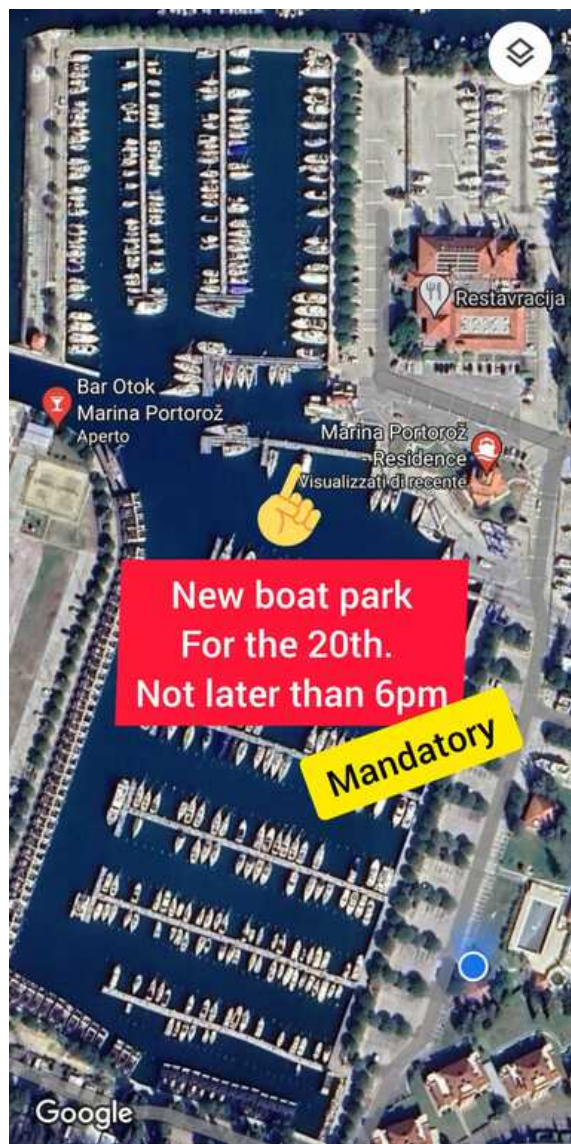 Restavracija
Bar Otok
Marina Portorož
Aperto
Marina Portorož
Residence
Visualizzati di recente
New boat park
For the 20th.
Not later than 6pm
Mandatory
Google